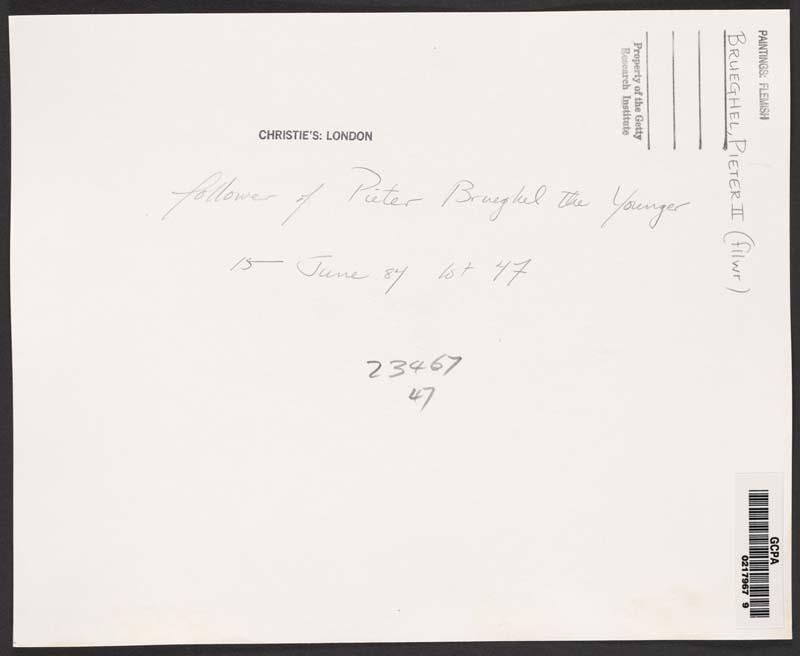 CHRISTIE'S: LONDON
follower of Pieter Brueghel the Younger
15 June 84 lot 47
23467
47
PAINTINGS: FLEMISH
BRUEGHEL, PIETER II (fllwr)
Property of the Getty
Research Institute
GCPA
0217967 9